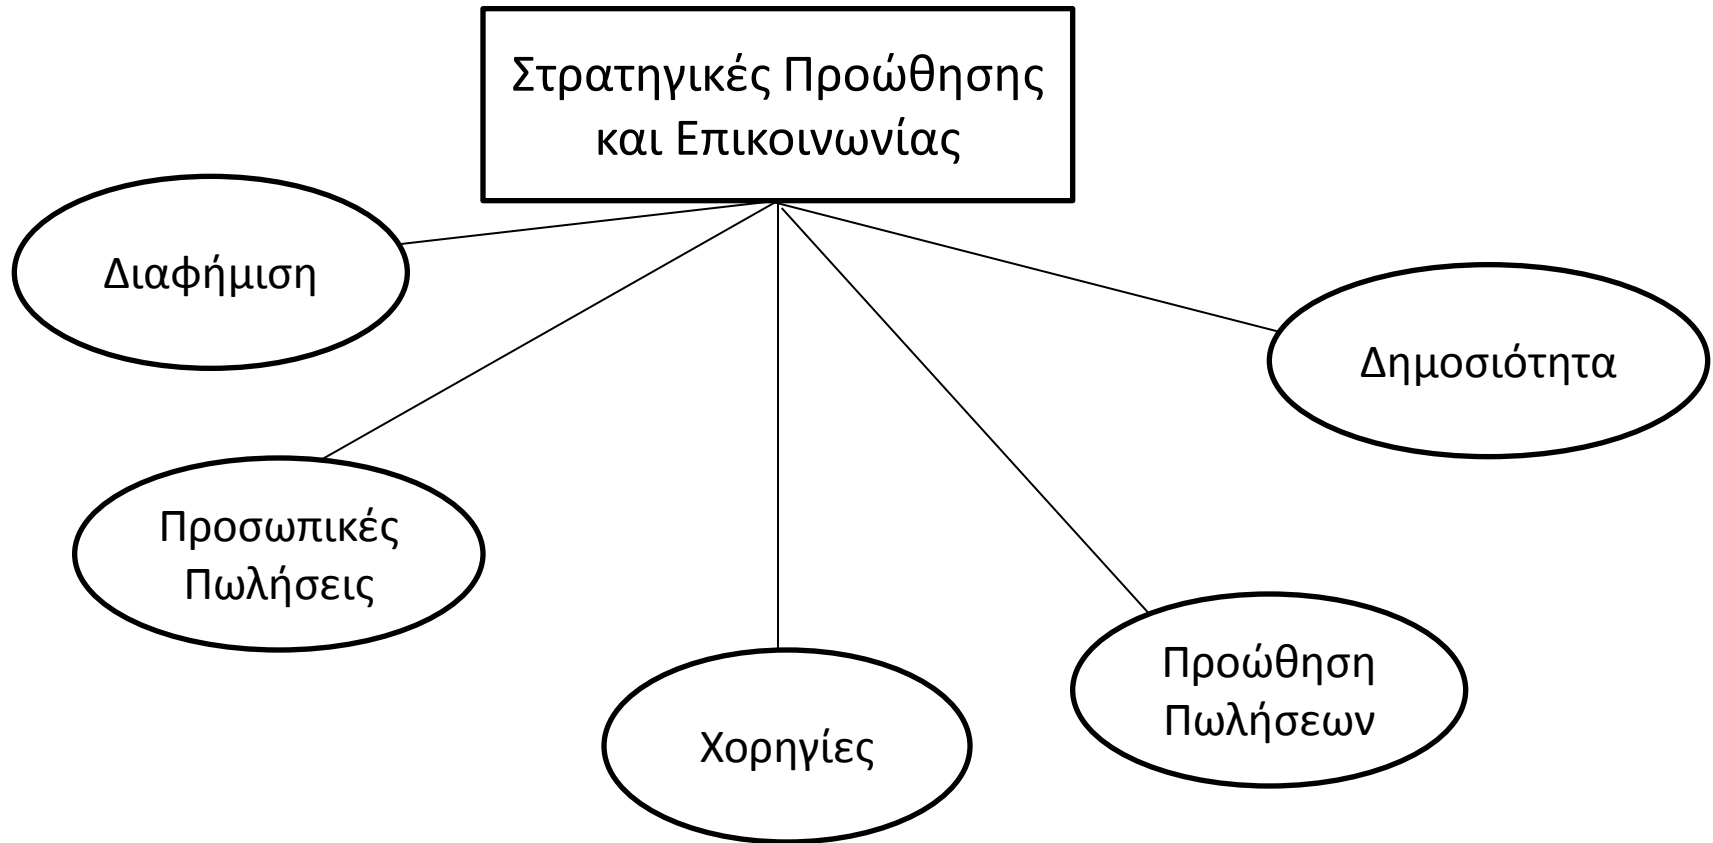 Στρατηγικές Προώθησης
και Επικοινωνίας
Διαφήμιση
Δημοσιότητα
Προσωπικές
Πωλήσεις
Προώθηση
Πωλήσεων
Χορηγίες